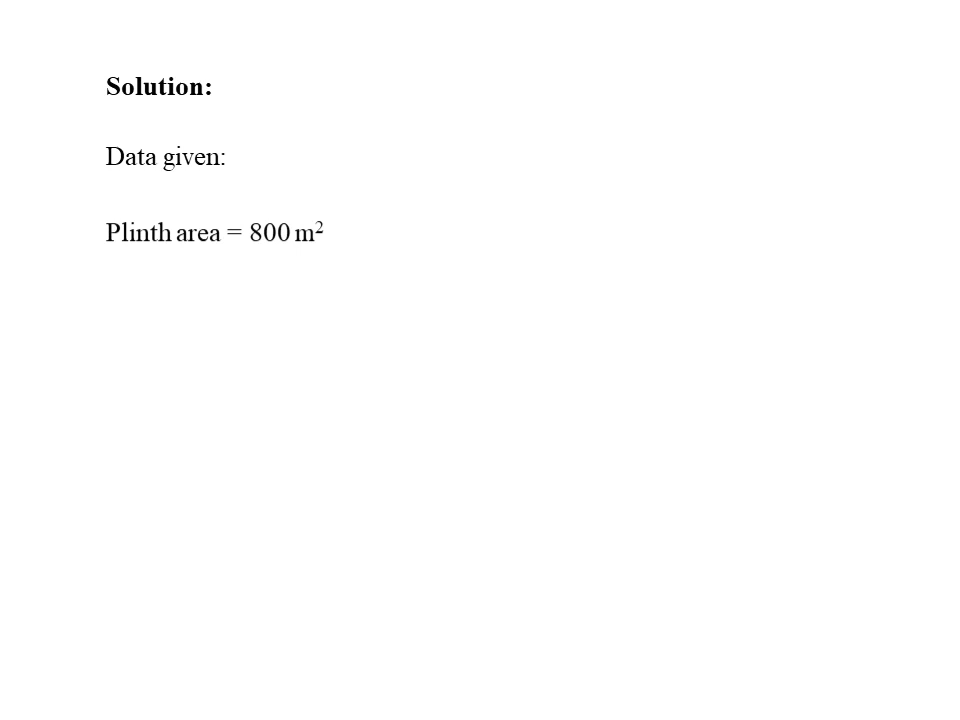 Solution:
Data given:
Plinth area = 800 m²